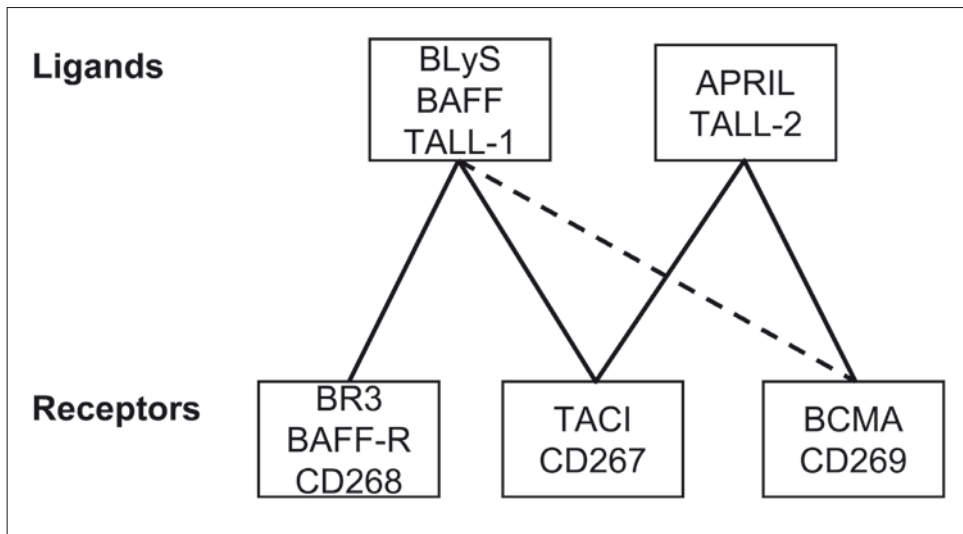 Ligands
BLyS
BAFF
TALL-1
APRIL
TALL-2
Receptors
BR3
BAFF-R
CD268
TACI
CD267
BCMA
CD269